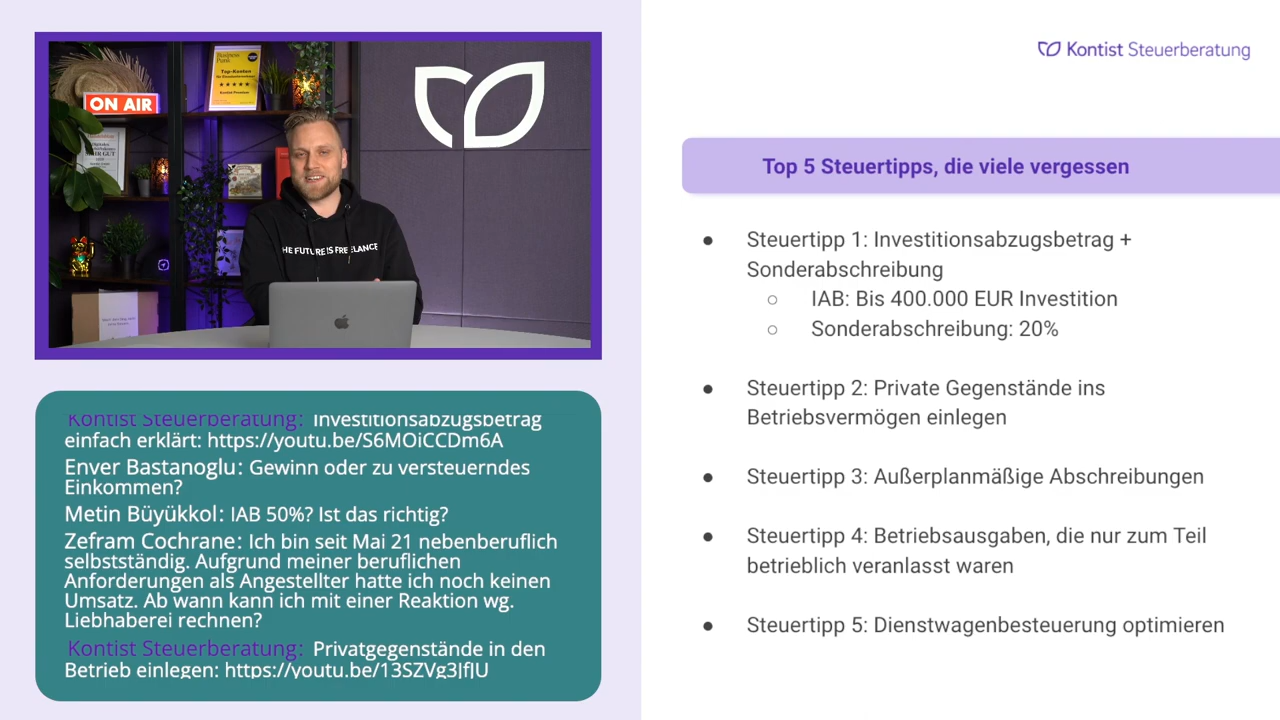 ON AIR
Business
Punk
Top-Konten
THE FUTURE IS FREELANCE
Kontist Steuerberatung: Investitionsabzugsbetrag
einfach erklärt: https://youtu.be/S6MOiCCDm6A
Enver Bastanoglu: Gewinn oder zu versteuerndes
Einkommen?
Metin Büyükkol: IAB 50%? Ist das richtig?
Zefram Cochrane: Ich bin seit Mai 21 nebenberuflich
selbstständig. Aufgrund meiner beruflichen
Anforderungen als Angestellter hatte ich noch keinen
Umsatz. Ab wann kann ich mit einer Reaktion wg.
Liebhaberei rechnen?
Kontist Steuerberatung: Privatgegenstände in den
Betrieb einlegen: https://youtu.be/13SZVg3JfJU
Kontist Steuerberatung
Top 5 Steuertipps, die viele vergessen
● Steuertipp 1: Investitionsabzugsbetrag +
Sonderabschreibung
○ IAB: Bis 400.000 EUR Investition
○ Sonderabschreibung: 20%
● Steuertipp 2: Private Gegenstände ins
Betriebsvermögen einlegen
● Steuertipp 3: Außerplanmäßige Abschreibungen
● Steuertipp 4: Betriebsausgaben, die nur zum Teil
betrieblich veranlasst waren
● Steuertipp 5: Dienstwagenbesteuerung optimieren